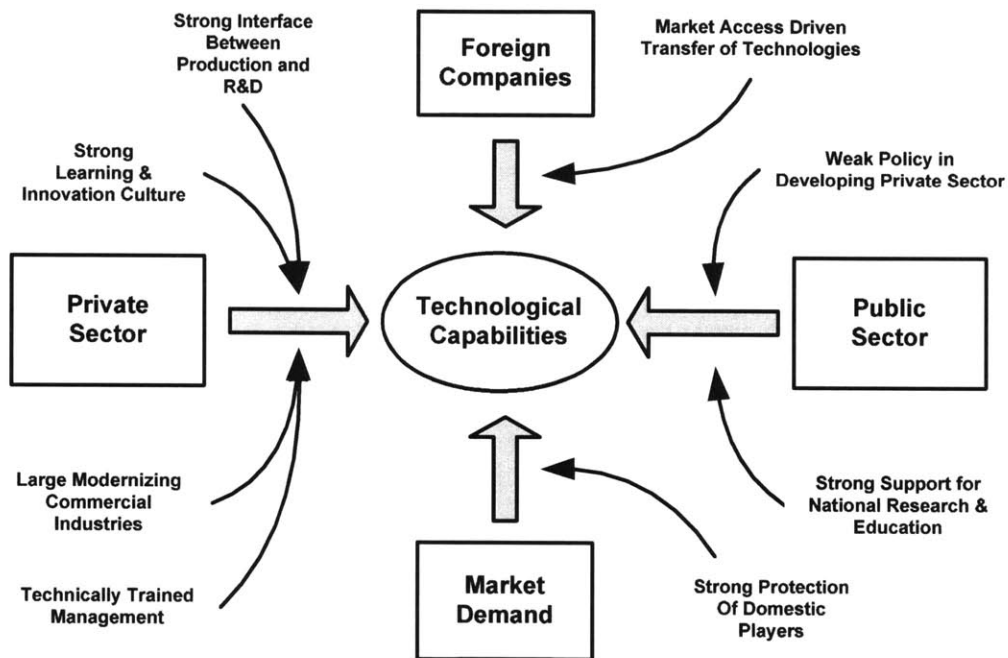 Strong Interface
Between
Production and
R&D
Foreign
Companies
Market Access Driven
Transfer of Technologies
Strong
Learning &
Innovation Culture
Weak Policy in
Developing Private Sector
Private
Sector
Technological
Capabilities
Public
Sector
Large Modernizing
Commercial
Industries
Strong Support for
National Research &
Education
Technically Trained
Management
Market
Demand
Strong Protection
Of Domestic
Players